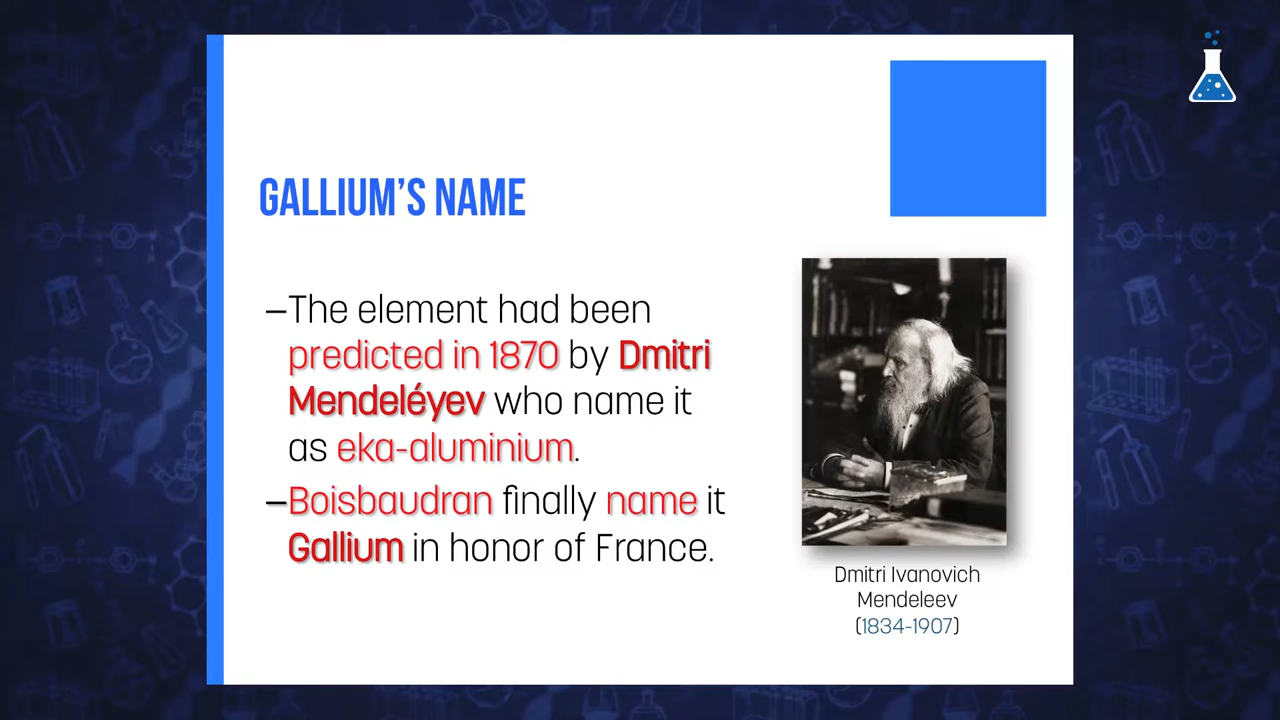 GALLIUM'S NAME
–The element had been
predicted in 1870 by Dmitri
Mendeléyev who name it
as eka-aluminium.
–Boisbaudran finally name it
Gallium in honor of France.
Dmitri Ivanovich
Mendeleev
(1834-1907)